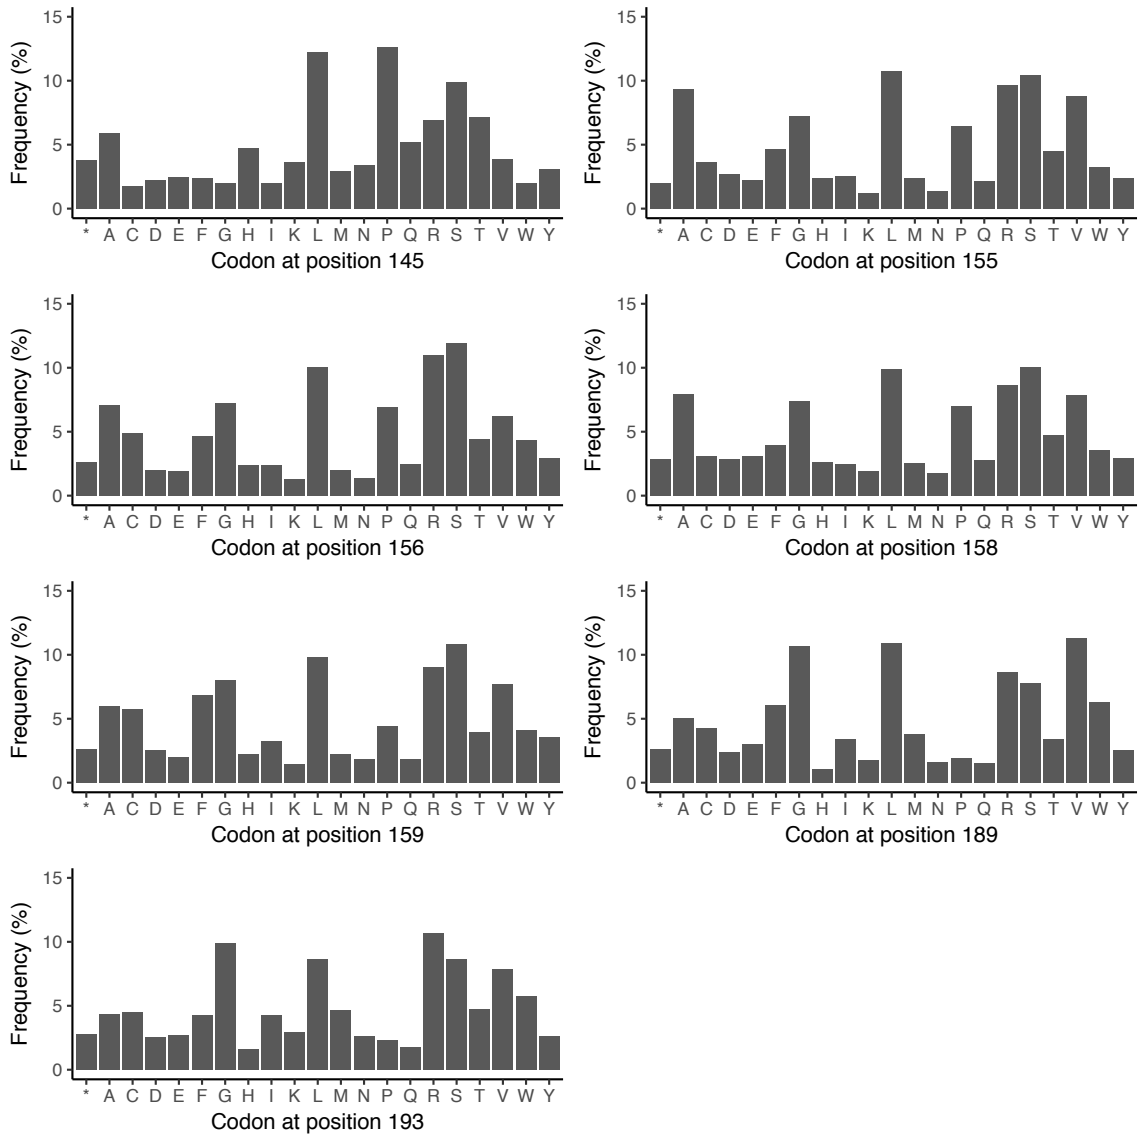 Frequency (%)
15
10
5
0
* A C D E F G H I K L M N P Q R S T V W Y
Codon at position 145
Frequency (%)
15
10
5
0
* A C D E F G H I K L M N P Q R S T V W Y
Codon at position 155
Frequency (%)
15
10
5
0
* A C D E F G H I K L M N P Q R S T V W Y
Codon at position 156
Frequency (%)
15
10
5
0
* A C D E F G H I K L M N P Q R S T V W Y
Codon at position 158
Frequency (%)
15
10
5
0
* A C D E F G H I K L M N P Q R S T V W Y
Codon at position 159
Frequency (%)
15
10
5
0
* A C D E F G H I K L M N P Q R S T V W Y
Codon at position 189
Frequency (%)
15
10
5
0
* A C D E F G H I K L M N P Q R S T V W Y
Codon at position 193